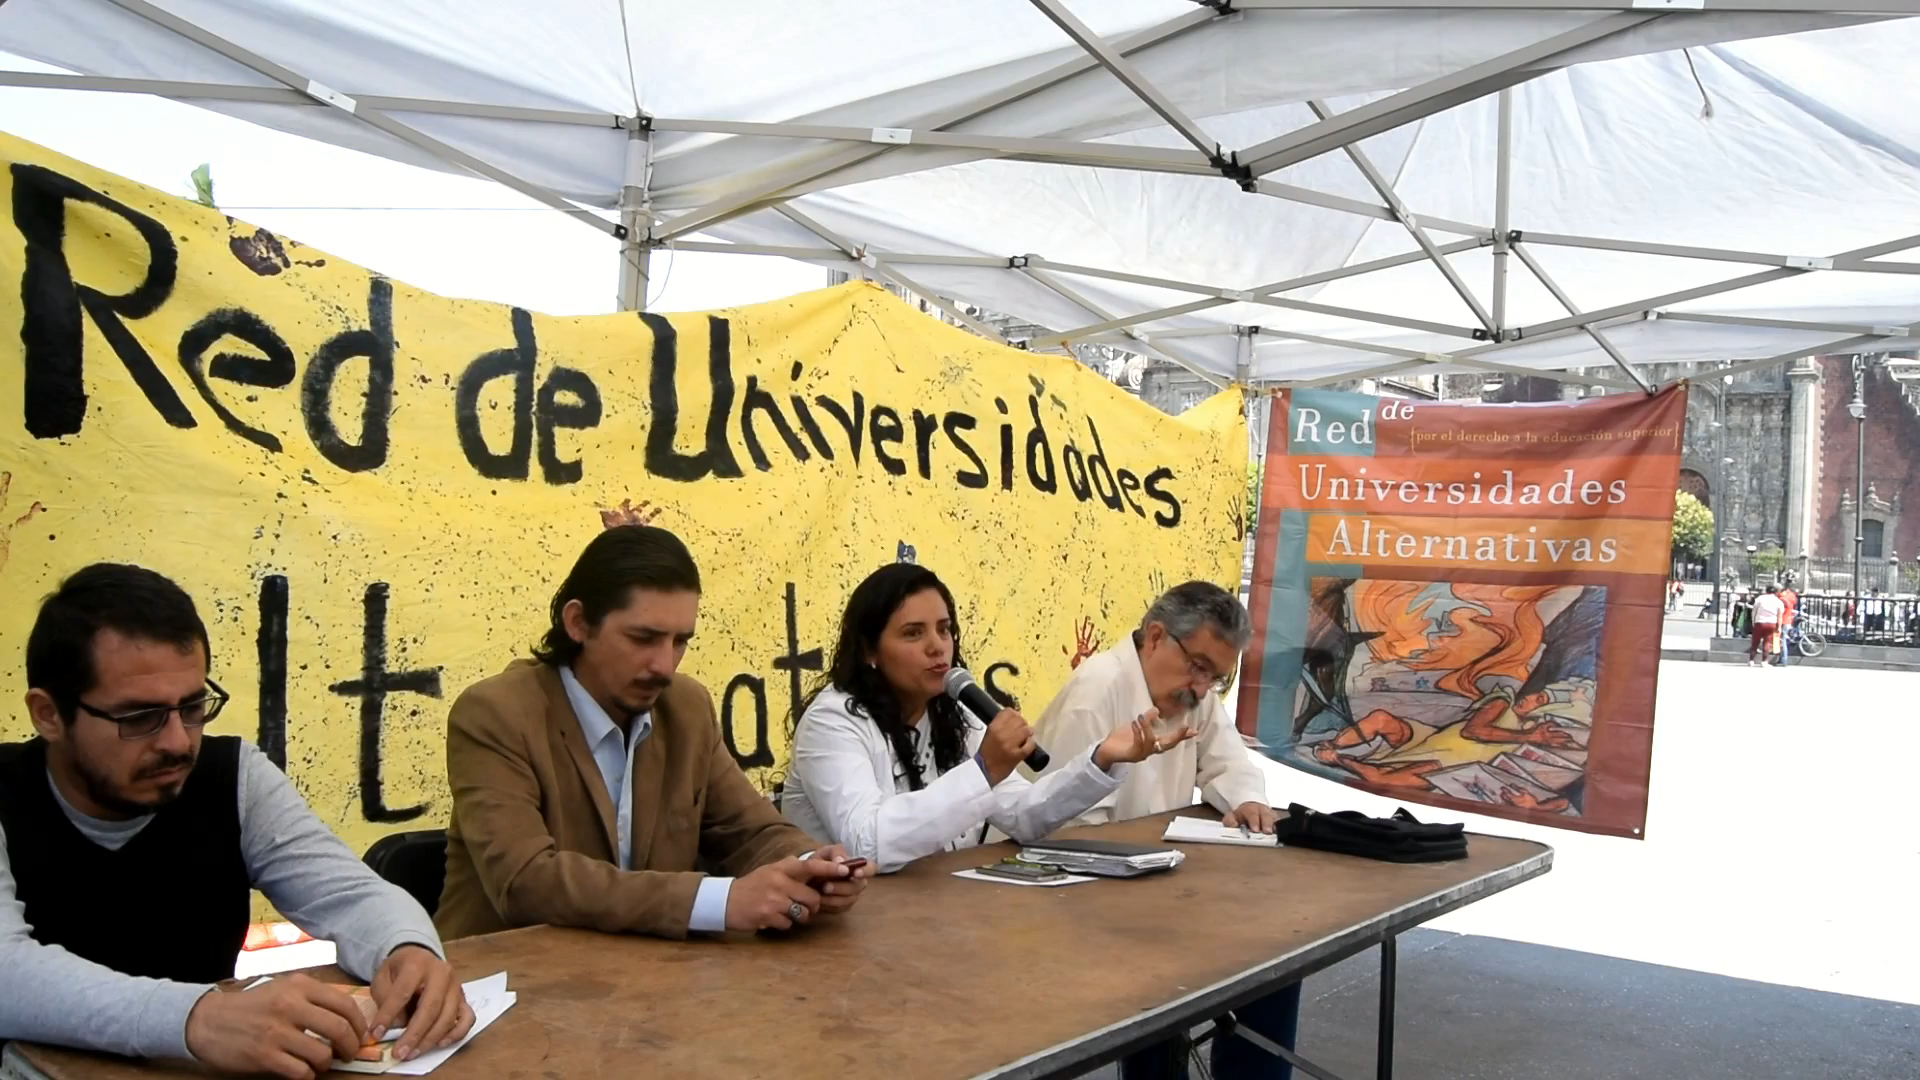 Red de Universidades
Red de
{por el derecho a la educación superior}
Universidades
Alternativas